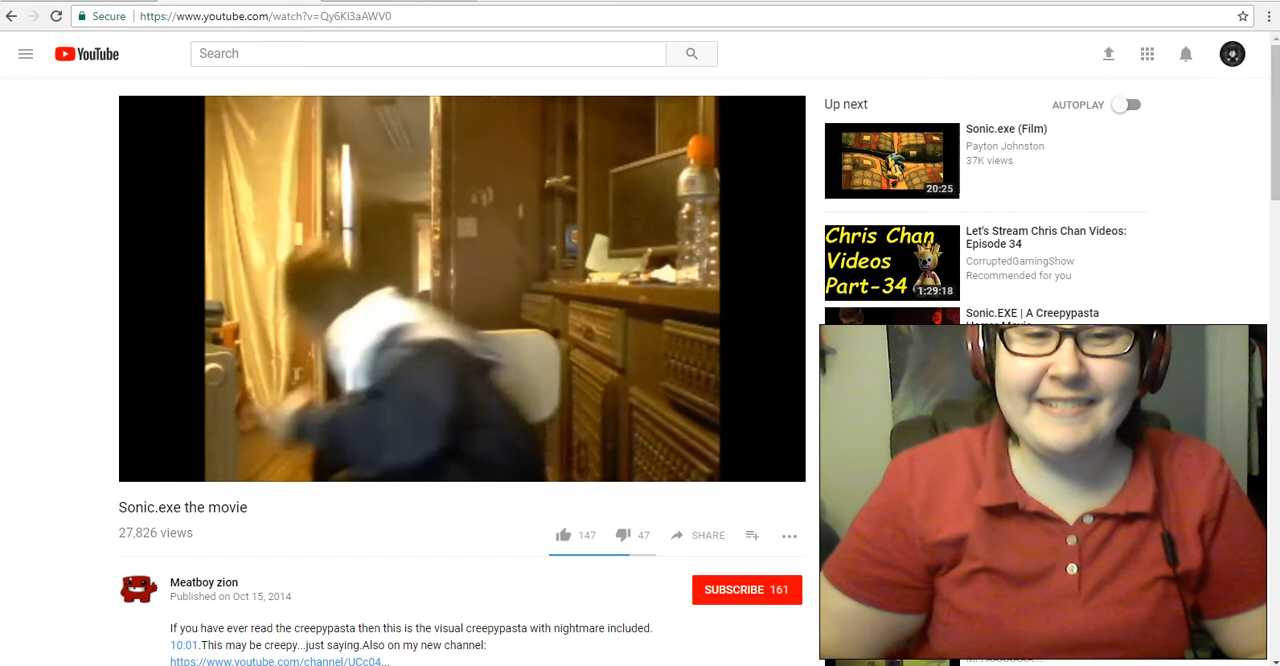 Secure
https://www.youtube.com/watch?v=Qy6Kl3aAWV0
YouTube
Search
Up next
AUTOPLAY
Sonic.exe (Film)
Payton Johnston
37K views
20:25
Let's Stream Chris Chan Videos:
Episode 34
CorruptedGamingShow
Recommended for you
Chris Chan
Videos
Part-34
1:29:18
Sonic.EXE | A Creepypasta
Sonic.exe the movie
27,826 views
147
47
SHARE
Meatboy zion
Published on Oct 15, 2014
SUBSCRIBE 161
If you have ever read the creepypasta then this is the visual creepypasta with nightmare included.
10:01.This may be creepy...just saying.Also on my new channel:
https://www.youtube.com/channel/UCc04...